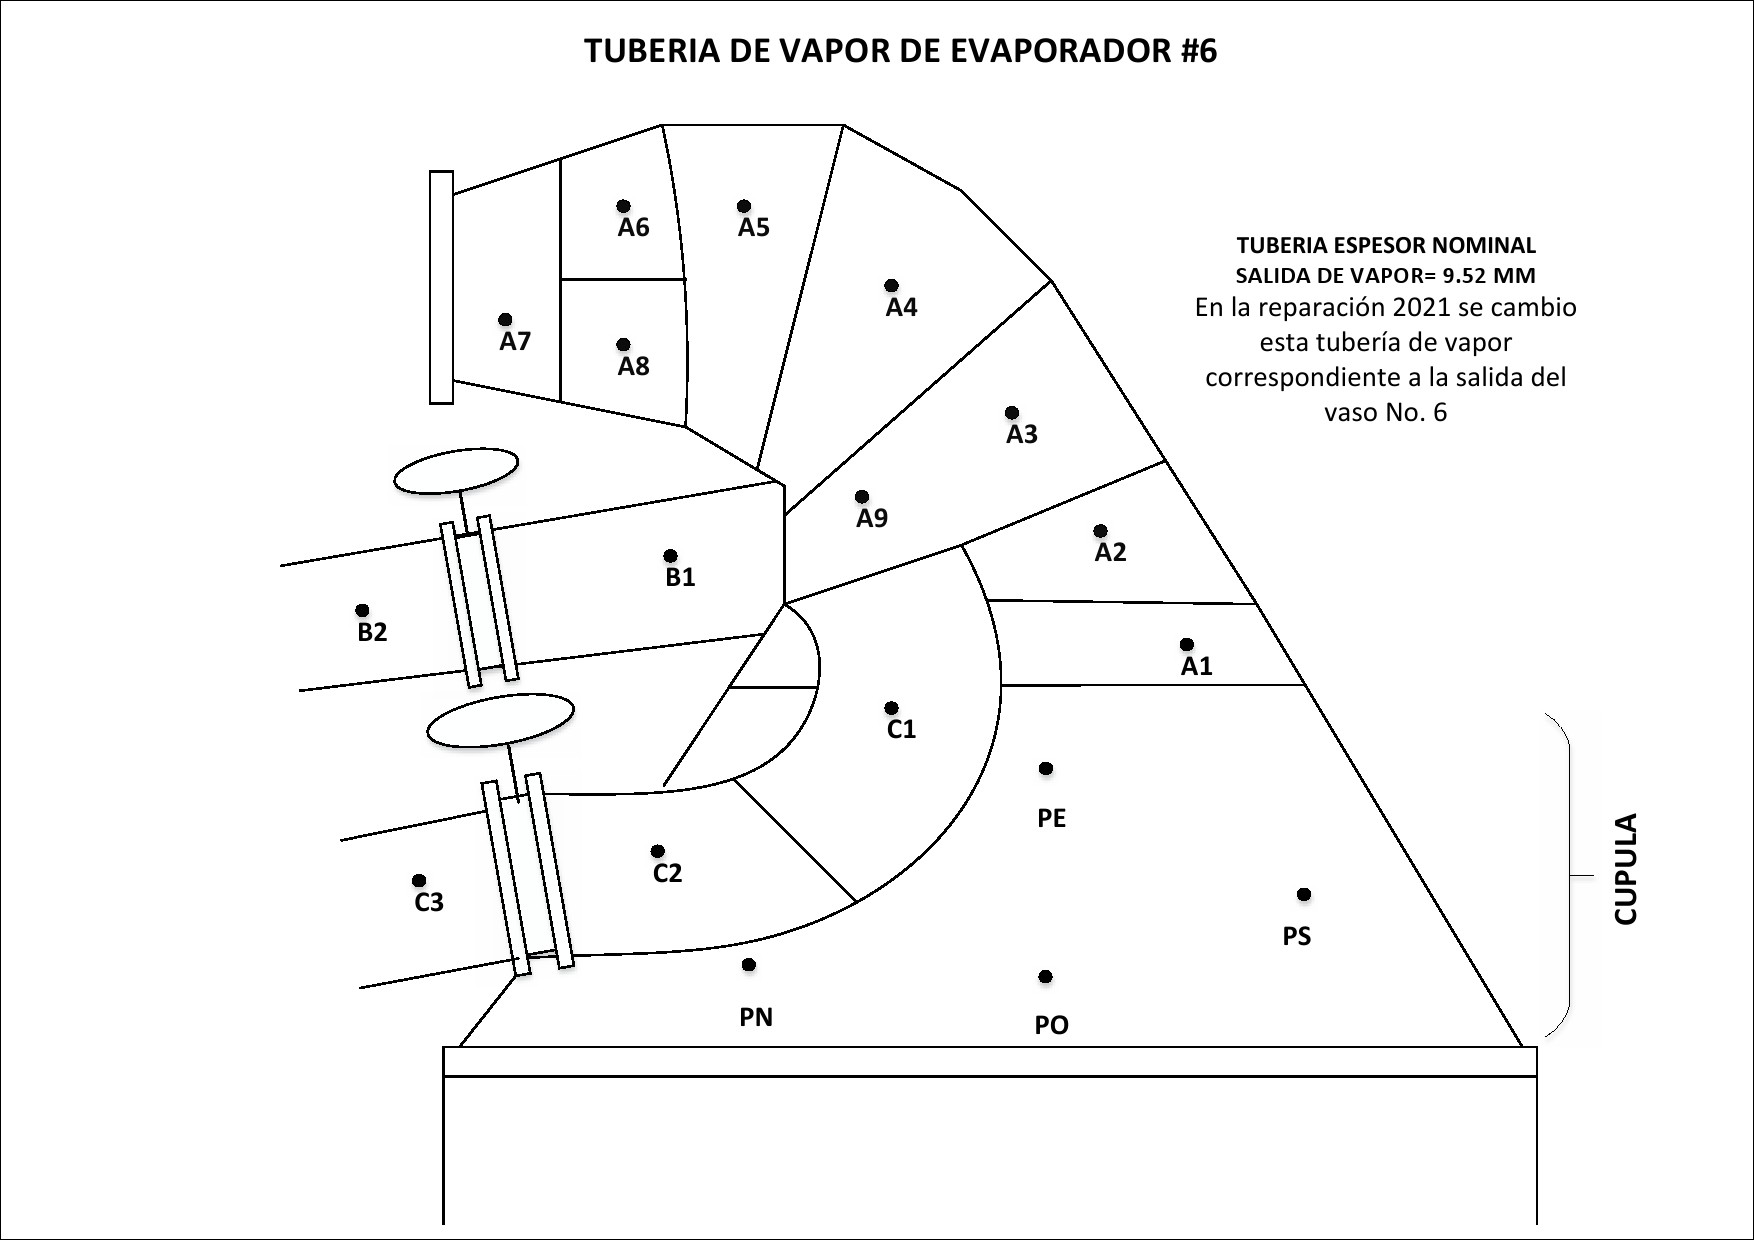 TUBERIA DE VAPOR DE EVAPORADOR #6
A6
A5
TUBERIA ESPESOR NOMINAL
SALIDA DE VAPOR= 9.52 MM
En la reparación 2021 se cambio
esta tubería de vapor
correspondiente a la salida del
vaso No. 6
A4
A7
A8
A3
A9
A2
B1
B2
A1
C1
PE
C2
C3
CUPULA
PS
PN
PO